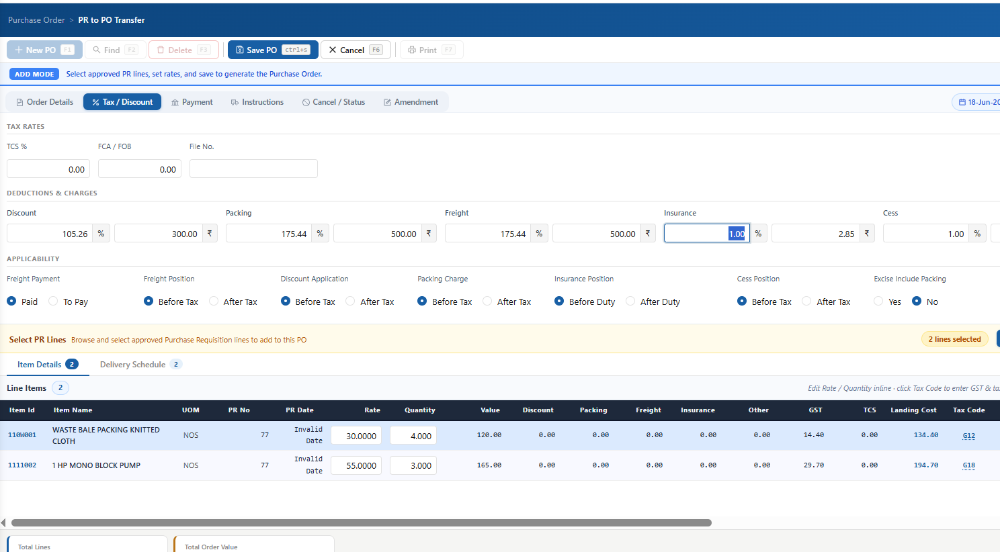 Purchase Order > PR to PO Transfer
New PO F1 Find F2 Delete F3 Save PO ctrl+s Cancel F6 Print F7
ADD MODE Select approved PR lines, set rates, and save to generate the Purchase Order.
Order Details Tax / Discount Payment Instructions Cancel / Status Amendment 18-Jun-20
TAX RATES
TCS % FCA / FOB File No.
0.00 0.00
DEDUCTIONS & CHARGES
Discount Packing Freight Insurance Cess
105.26 % 300.00 ₹ 175.44 % 500.00 ₹ 175.44 % 500.00 ₹ 1.00 % 2.85 ₹ 1.00 %
APPLICABILITY
Freight Payment Freight Position Discount Application Packing Charge Insurance Position Cess Position Excise Include Packing
Paid To Pay Before Tax After Tax Before Tax After Tax Before Tax After Tax Before Duty After Duty Before Tax After Tax Yes No
Select PR Lines Browse and select approved Purchase Requisition lines to add to this PO 2 lines selected
Item Details 2 Delivery Schedule 2
Line Items 2 Edit Rate / Quantity inline · click Tax Code to enter GST & ta
Item Id Item Name UOM PR No PR Date Rate Quantity Value Discount Packing Freight Insurance Other GST TCS Landing Cost Tax Code
110W001 WASTE BALE PACKING KNITTED CLOTH NOS 77 Invalid Date 30.0000 4.000 120.00 0.00 0.00 0.00 0.00 0.00 14.40 0.00 134.40 G12
1111002 1 HP MONO BLOCK PUMP NOS 77 Invalid Date 55.0000 3.000 165.00 0.00 0.00 0.00 0.00 0.00 29.70 0.00 194.70 G18
Total Lines Total Order Value